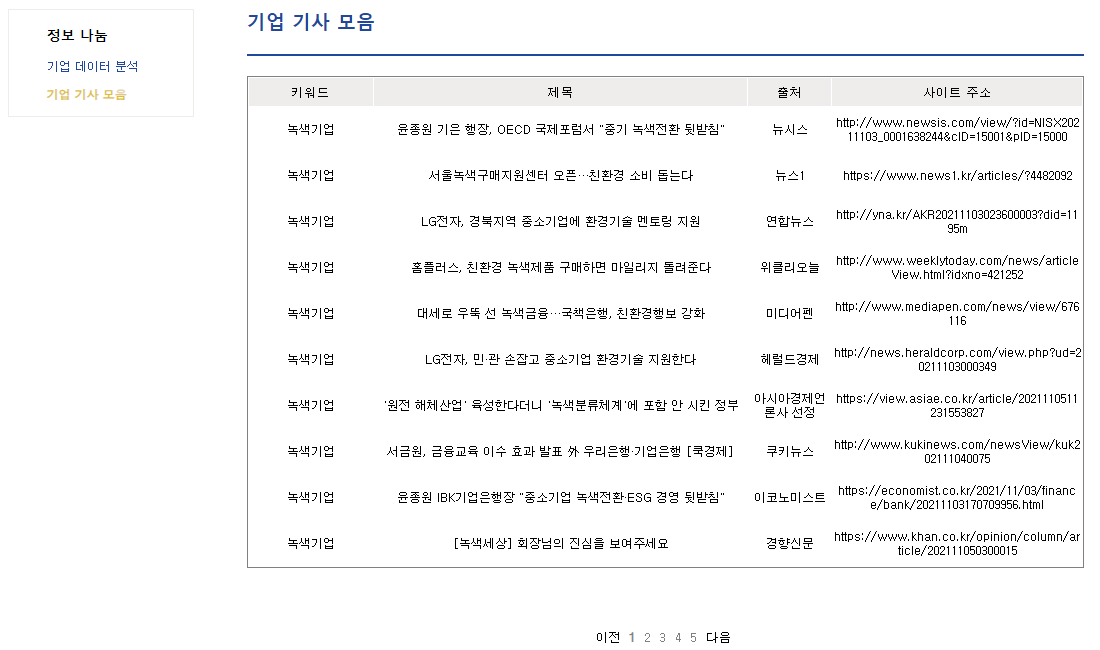 정보 나눔
기업 데이터 분석
기업 기사 모음
기업 기사 모음
키워드 제목 출처 사이트 주소
녹색기업 윤종원 기은 행장, OECD 국제포럼서 "중기 녹색전환 뒷받침" 뉴시스 http://www.newsis.com/view/?id=NISX202
11103_0001638244&cID=15001&pID=15000
녹색기업 서울녹색구매지원센터 오픈…친환경 소비 돕는다 뉴스1 https://www.news1.kr/articles/?4482092
녹색기업 LG전자, 경북지역 중소기업에 환경기술 멘토링 지원 연합뉴스 http://yna.kr/AKR20211103023600003?did=11
95m
녹색기업 홈플러스, 친환경 녹색제품 구매하면 마일리지 돌려준다 위클리오늘 http://www.weeklytoday.com/news/article
View.html?idxno=421252
녹색기업 대세로 우뚝 선 녹색금융…국책은행, 친환경행보 강화 미디어펜 http://www.mediapen.com/news/view/676
116
녹색기업 LG전자, 민·관 손잡고 중소기업 환경기술 지원한다 헤럴드경제 http://news.heraldcorp.com/view.php?ud=2
0211103000349
녹색기업 '원전 해체산업' 육성한다더니 '녹색분류체계'에 포함 안 시킨 정부 아시아경제언 https://view.asiae.co.kr/article/2021110511
론사 선정 231553827
녹색기업 서금원, 금융교육 이수 효과 발표 外 우리은행·기업은행 [쿡경제] 쿠키뉴스 http://www.kukinews.com/newsView/kuk2
02111040075
녹색기업 윤종원 IBK기업은행장 "중소기업 녹색전환·ESG 경영 뒷받침" 이코노미스트 https://economist.co.kr/2021/11/03/financ
e/bank/20211103170709956.html
녹색기업 [녹색세상] 회장님의 진심을 보여주세요 경향신문 https://www.khan.co.kr/opinion/column/ar
ticle/202111050300015
이전 1 2 3 4 5 다음